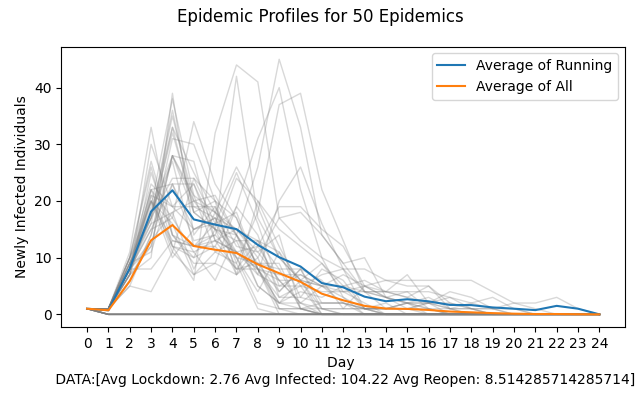 Epidemic Profiles for 50 Epidemics
Average of Running
Average of All
Newly Infected Individuals
40
30
20
10
0
0 1 2 3 4 5 6 7 8 9 10 11 12 13 14 15 16 17 18 19 20 21 22 23 24
Day
DATA:[Avg Lockdown: 2.76 Avg Infected: 104.22 Avg Reopen: 8.514285714285714]